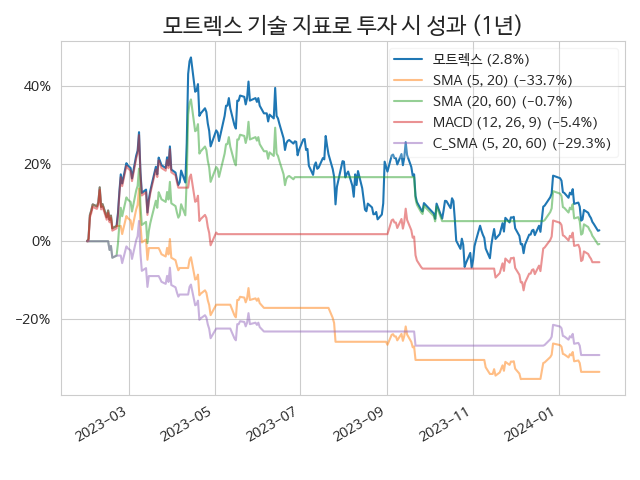 모트렉스 기술 지표로 투자 시 성과 (1년)
모트렉스 (2.8%)
SMA (5, 20) (−33.7%)
SMA (20, 60) (−0.7%)
MACD (12, 26, 9) (−5.4%)
C_SMA (5, 20, 60) (−29.3%)
40%
20%
0%
−20%
2023−03
2023−05
2023−07
2023−09
2023−11
2024−01